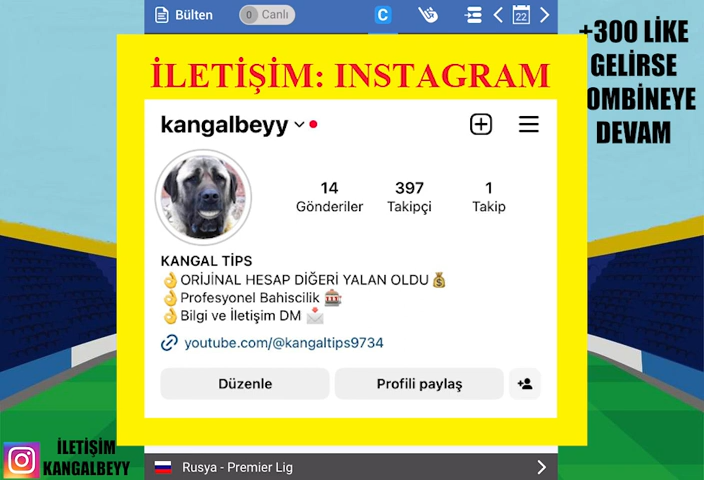 Bülten
0 Canlı
C
22
+300 LİKE
GELİRSE
OMBİNEYE
DEVAM
İLETİŞİM: INSTAGRAM
kangalbeyy
14
Gönderiler
397
Takipçi
1
Takip
KANGAL TİPS
👌ORİJİNAL HESAP DİĞERİ YALAN OLDU💰
👌Profesyonel Bahiscilik 🎰
👌Bilgi ve İletişim DM 📩
youtube.com/@kangaltips9734
Düzenle
Profili paylaş
İLETİŞİM
KANGALBEYY
Rusya - Premier Lig